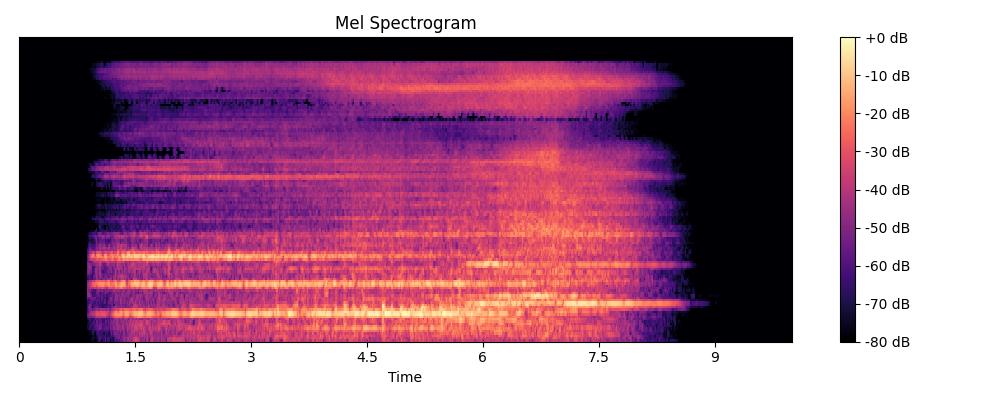 Mel Spectrogram
+0 dB
-10 dB
-20 dB
-30 dB
-40 dB
-50 dB
-60 dB
-70 dB
-80 dB
0 1.5 3 4.5 6 7.5 9
Time